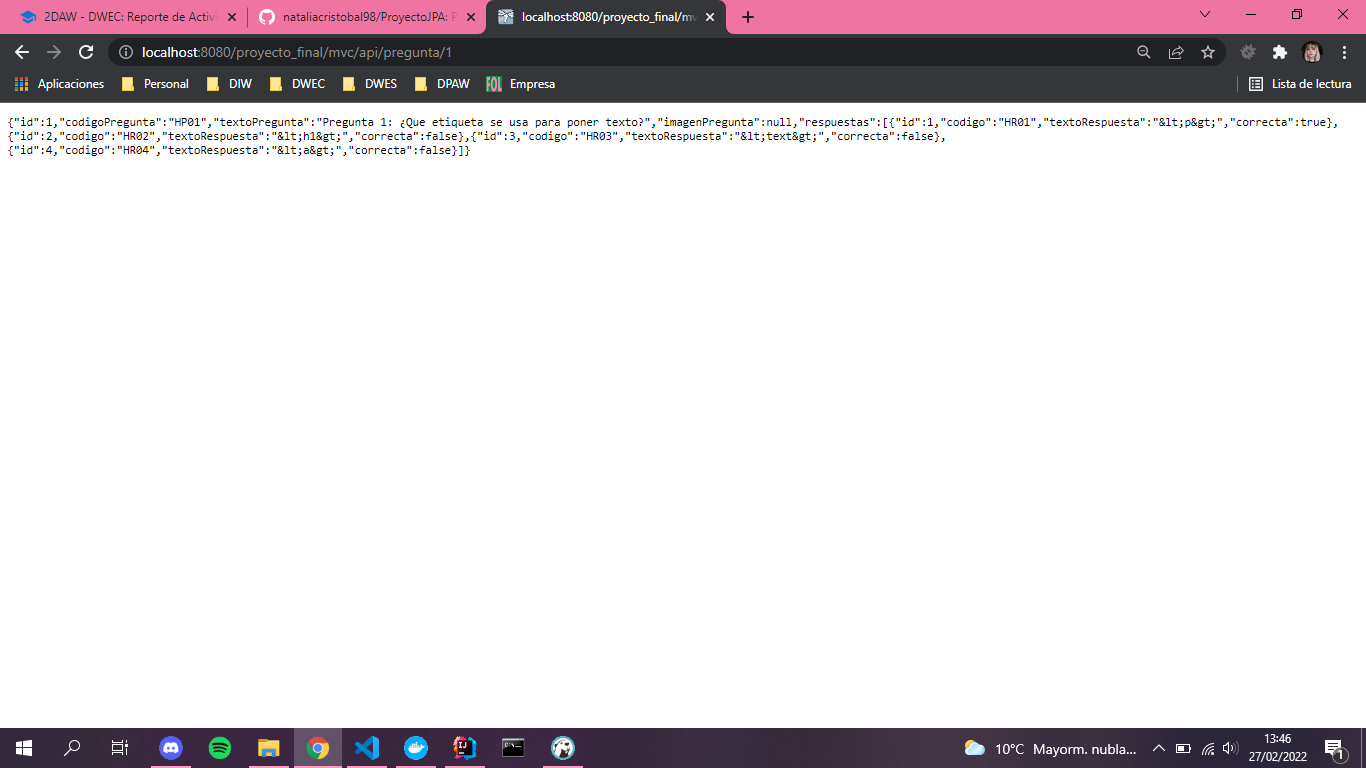 2DAW - DWEC: Reporte de Activi
nataliacristobal98/ProyectoJPA: P
localhost:8080/proyecto_final/mv
localhost:8080/proyecto_final/mvc/api/pregunta/1
Aplicaciones Personal DIW DWEC DWES DPAW FOL Empresa Lista de lectura
{"id":1,"codigoPregunta":"HP01","textoPregunta":"Pregunta 1: ¿Que etiqueta se usa para poner texto?","imagenPregunta":null,"respuestas":[{"id":1,"codigo":"HR01","textoRespuesta":"&lt;p&gt;","correcta":true},
{"id":2,"codigo":"HR02","textoRespuesta":"&lt;h1&gt;","correcta":false},{"id":3,"codigo":"HR03","textoRespuesta":"&lt;text&gt;","correcta":false},
{"id":4,"codigo":"HR04","textoRespuesta":"&lt;a&gt;","correcta":false}]}
10°C Mayorm. nubla...
13:46
27/02/2022
1